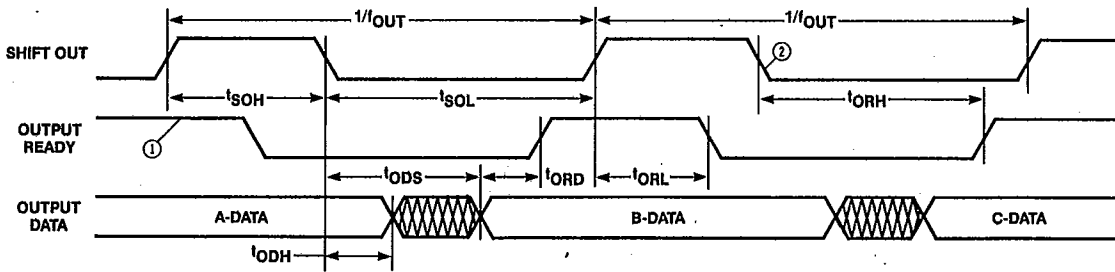 1/fOUT 1/fOUT
SHIFT OUT
②
tSOH tSOL tORH
OUTPUT READY
①
tODS tORD tORL
OUTPUT DATA
A-DATA B-DATA C-DATA
tODH